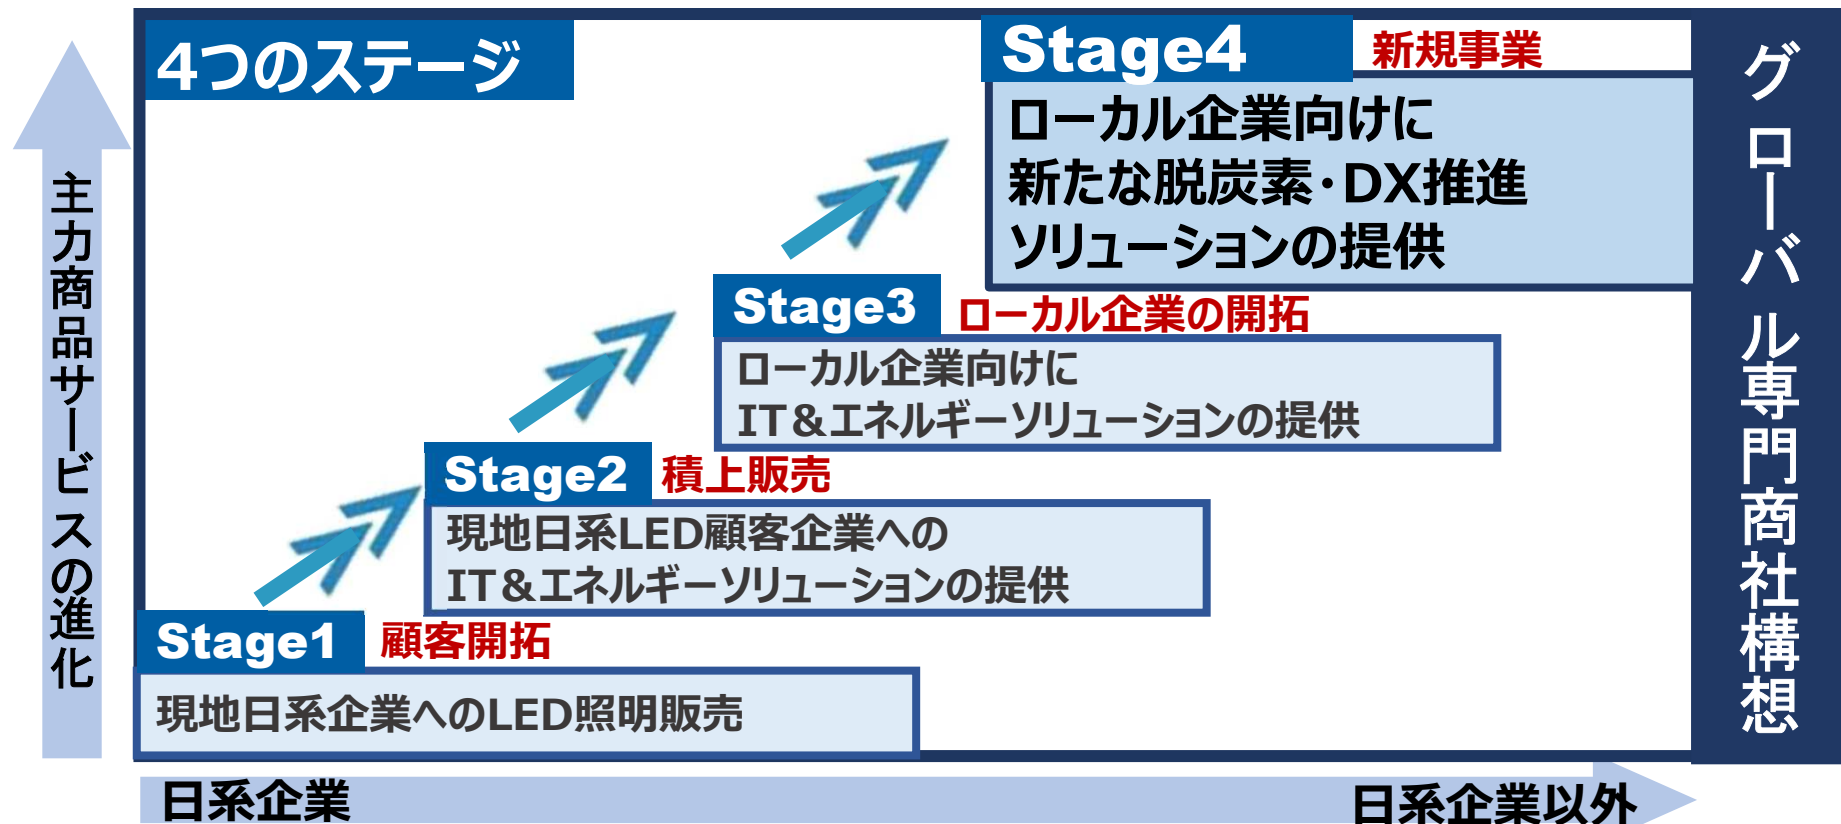 4つのステージ
Stage4
新規事業
ローカル企業向けに
新たな脱炭素・DX推進
ソリューションの提供
Stage3
ローカル企業の開拓
ローカル企業向けに
IT&エネルギーソリューションの提供
Stage2
積上販売
現地日系LED顧客企業への
IT&エネルギーソリューションの提供
Stage1
顧客開拓
現地日系企業へのLED照明販売
主力商品サービスの進化
日系企業
日系企業以外
グローバル専門商社構想